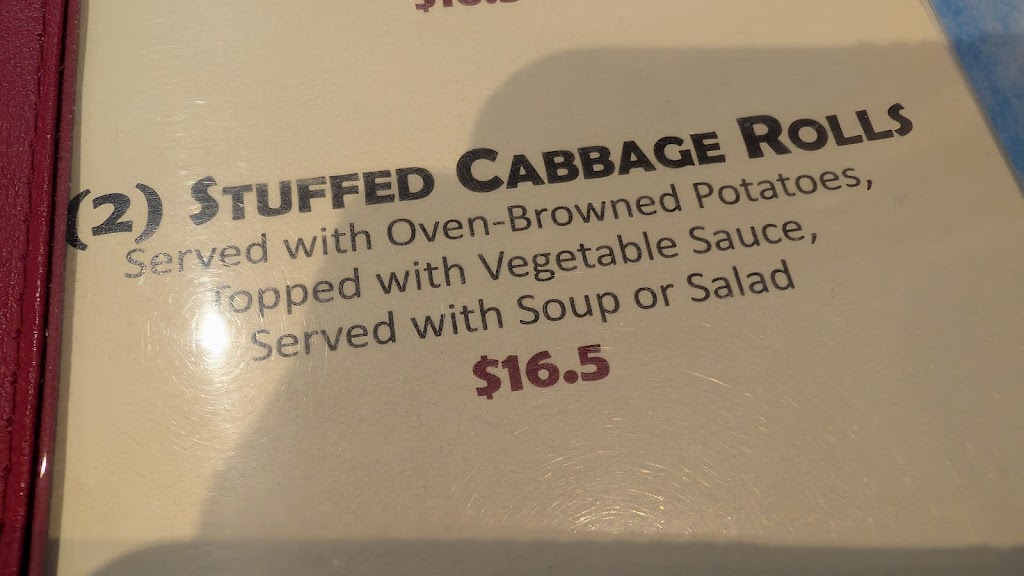 (2) STUFFED CABBAGE ROLLS
Served with Oven-Browned Potatoes,
Topped with Vegetable Sauce,
Served with Soup or Salad
$16.5